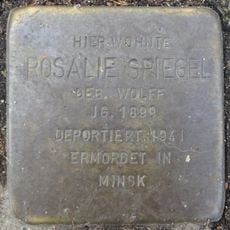 HIER WOHNTE
ROSALIE SPIEGEL
GEB. WOLFF
JG. 1899
DEPORTIERT 1941
ERMORDET IN
MINSK